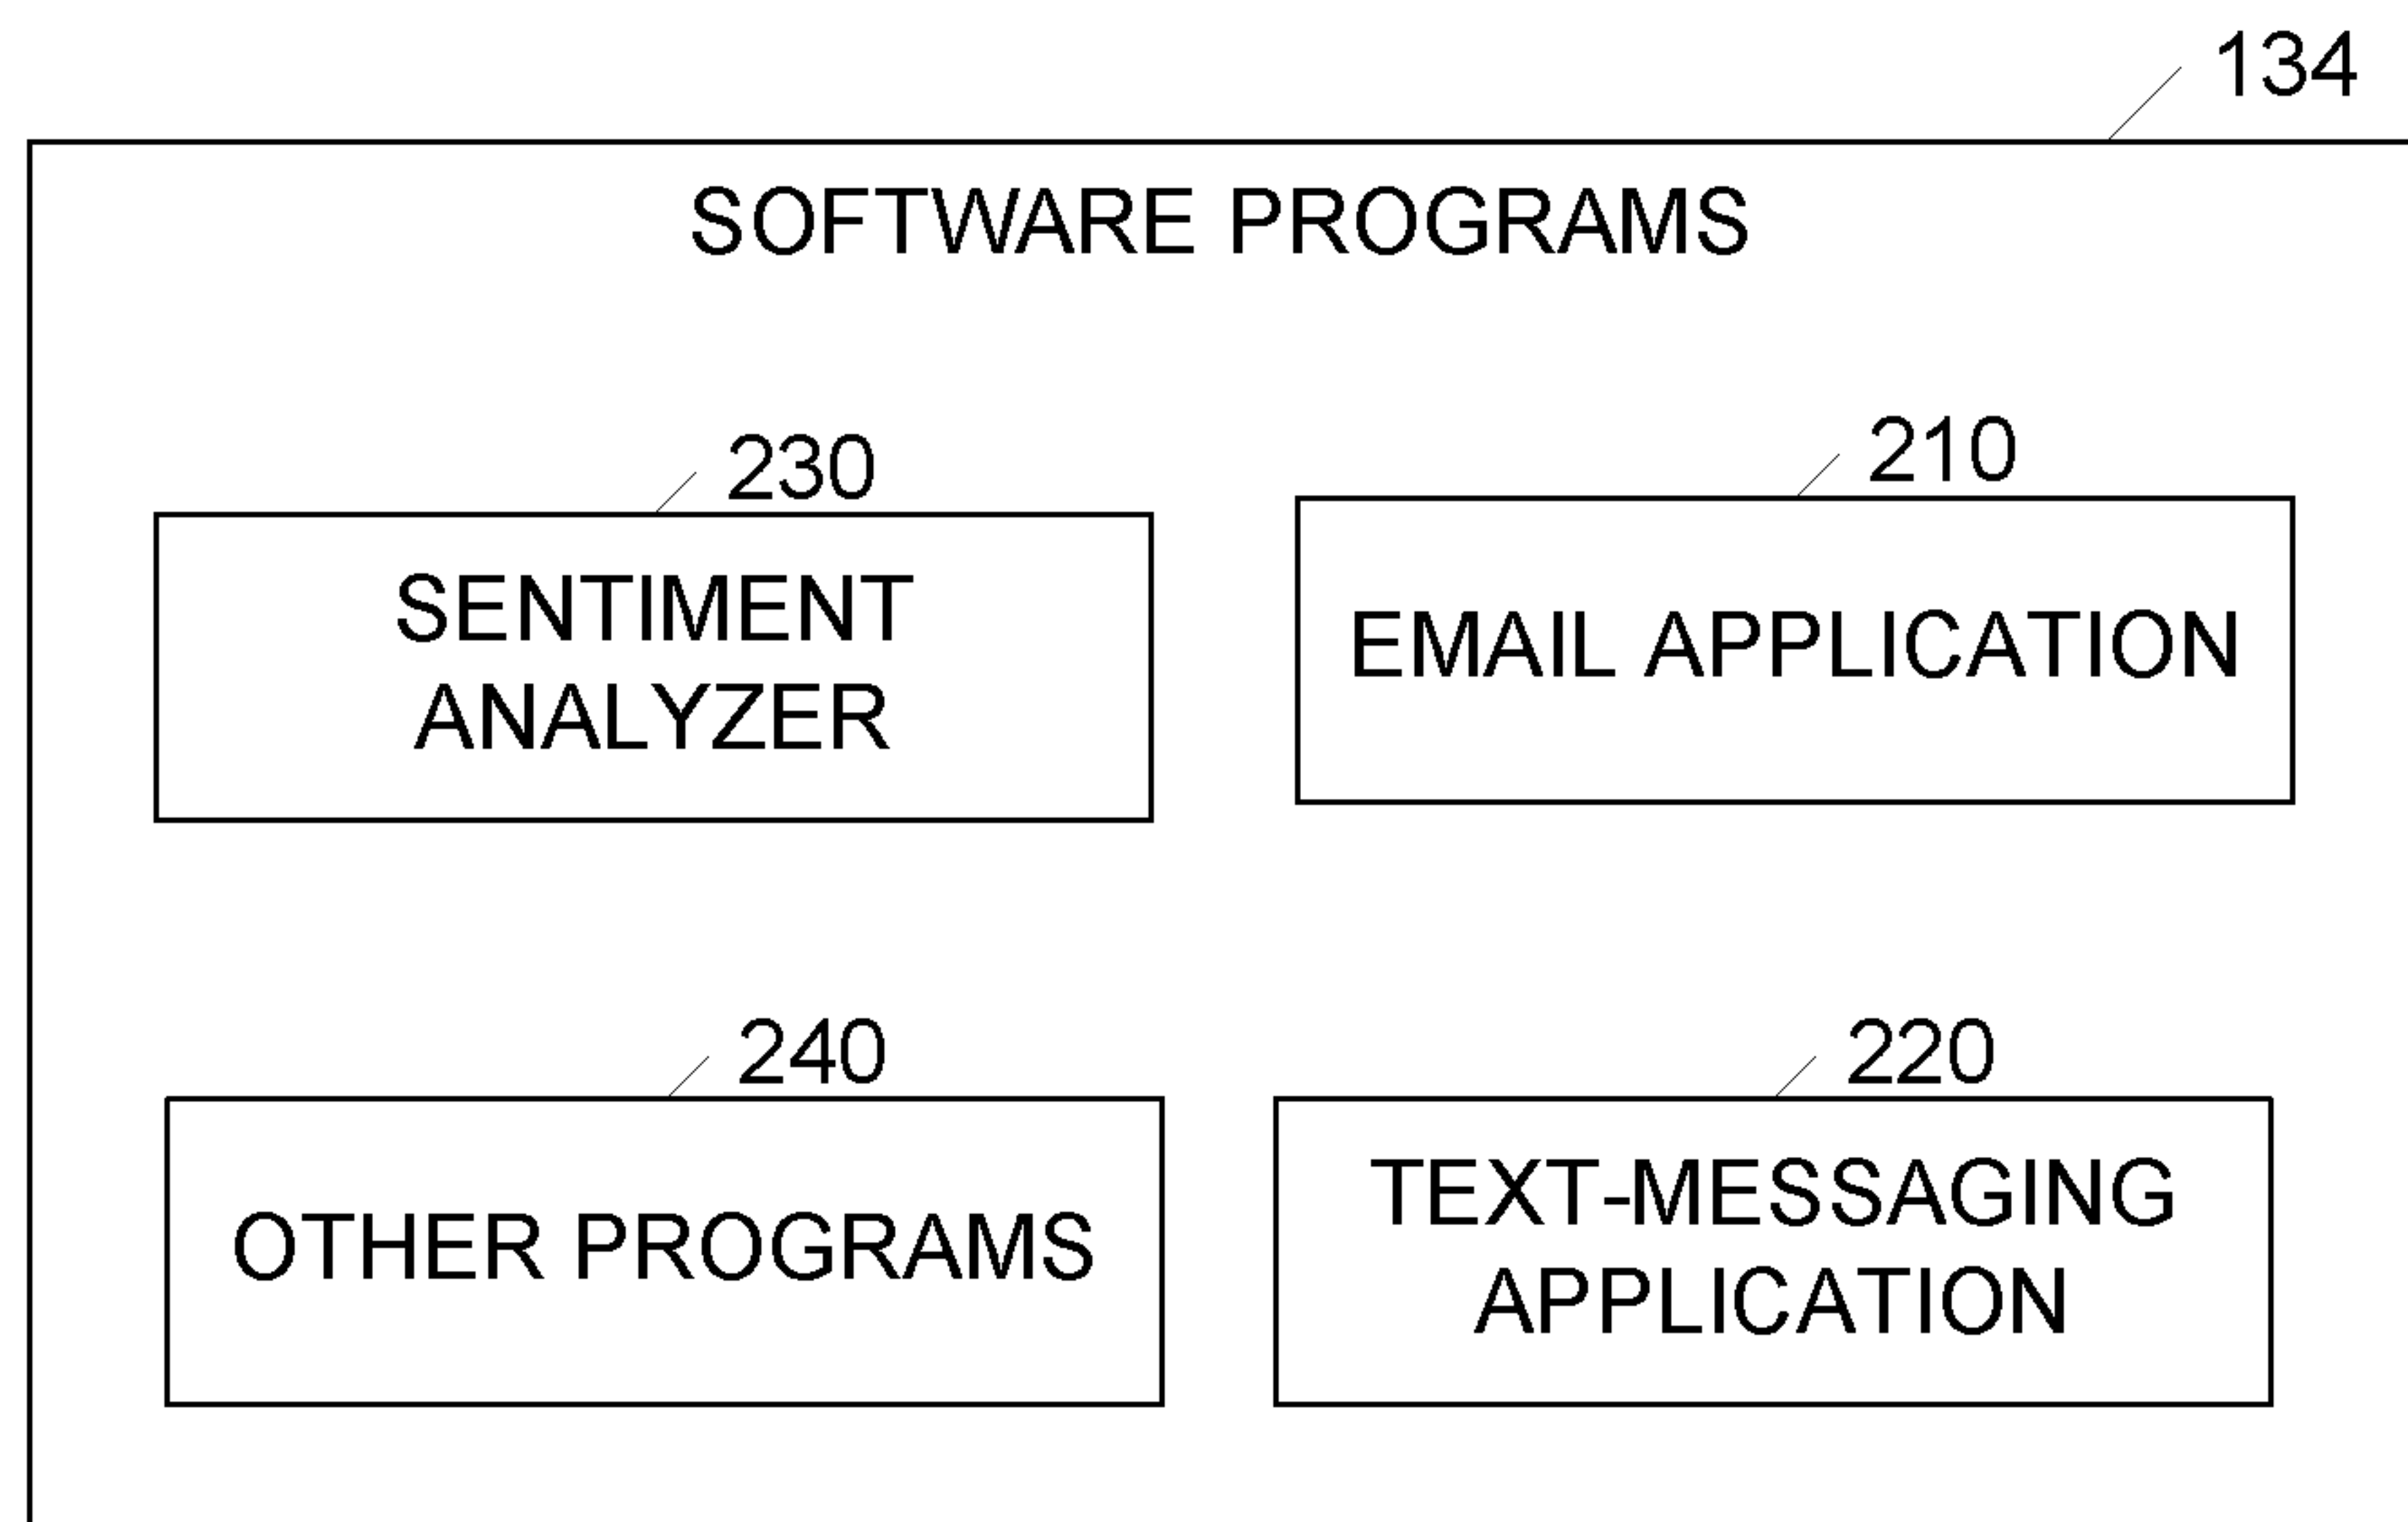 134
SOFTWARE PROGRAMS
230
SENTIMENT
ANALYZER
210
EMAIL APPLICATION
240
OTHER PROGRAMS
220
TEXT-MESSAGING
APPLICATION